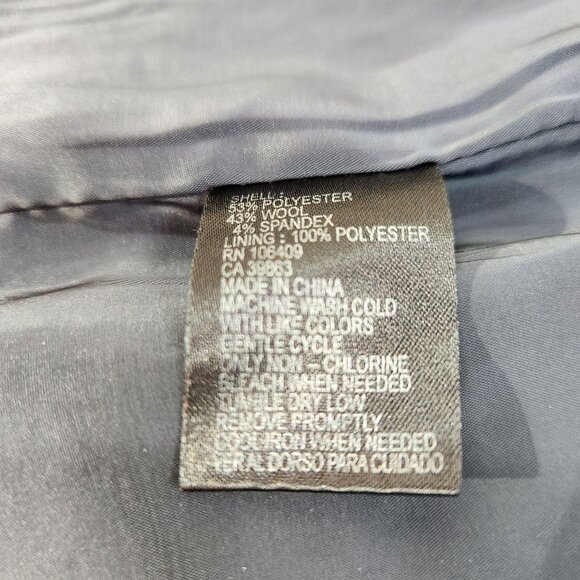 SHELL :
53% POLYESTER
43% WOOL
4% SPANDEX
LINING : 100% POLYESTER
RN 106409
CA 39863
MADE IN CHINA
MACHINE WASH COLD
WITH LIKE COLORS
GENTLE CYCLE
ONLY NON – CHLORINE
BLEACH WHEN NEEDED
TUMBLE DRY LOW
REMOVE PROMPTLY
COOL IRON WHEN NEEDED
VER AL DORSO PARA CUIDADO